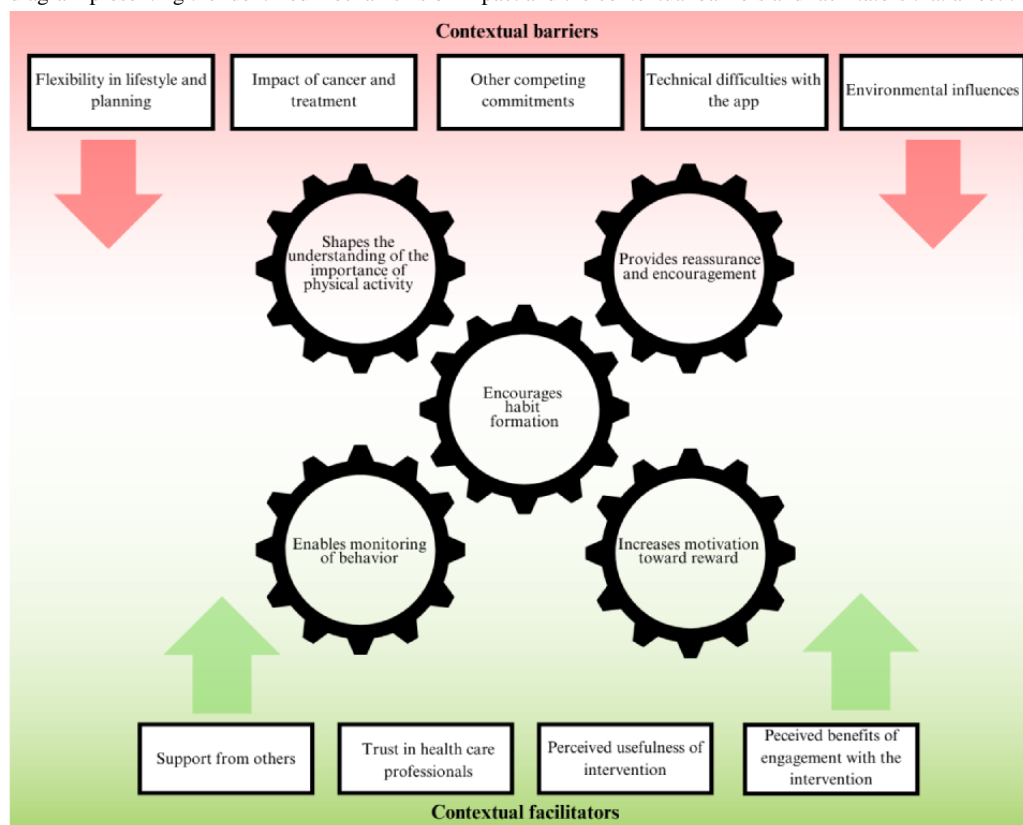 Contextual barriers
Flexibility in lifestyle and
planning
Impact of cancer and
treatment
Other competing
commitments
Technical difficulties with
the app
Environmental influences
Shapes the
understanding of the
importance of
physical activity
Provides reassurance
and encouragement
Encourages
habit
formation
Enables monitoring
of behavior
Increases motivation
toward reward
Support from others
Trust in health care
professionals
Perceived usefulness of
intervention
Pecived benefits of
engagement with the
intervention
Contextual facilitators